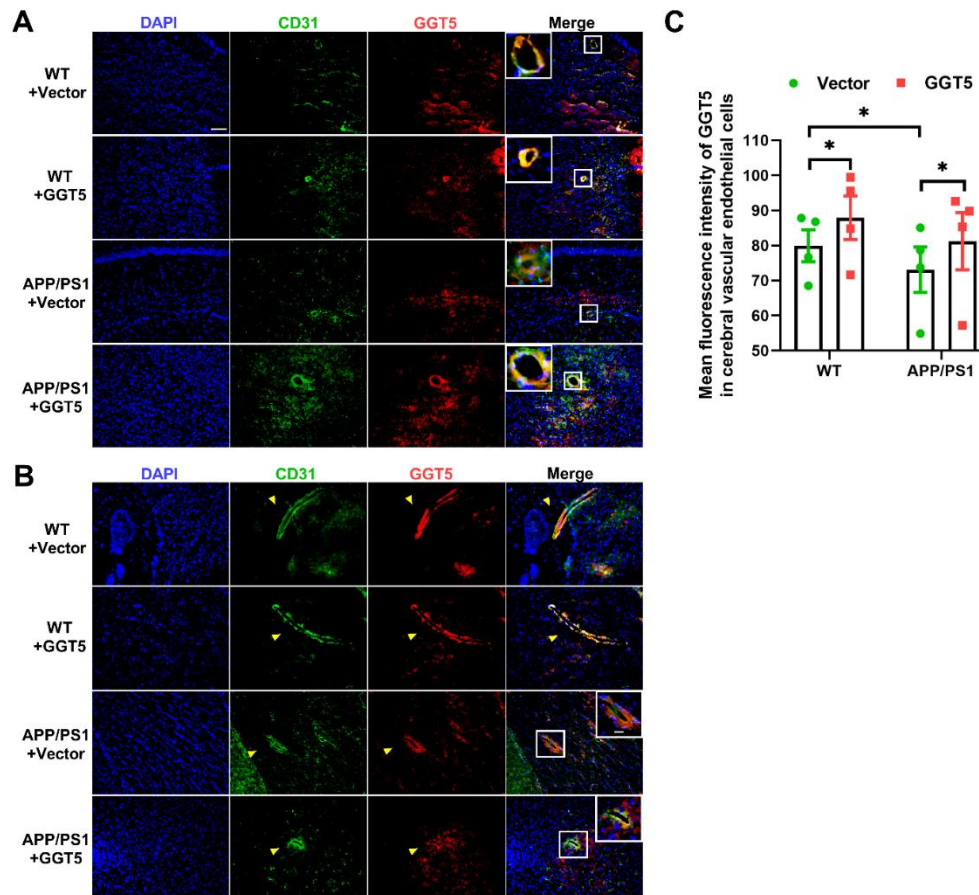 A
DAPI CD31 GGT5 Merge
WT
+Vector
WT
+GGT5
APP/PS1
+Vector
APP/PS1
+GGT5
B
DAPI CD31 GGT5 Merge
WT
+Vector
WT
+GGT5
APP/PS1
+Vector
APP/PS1
+GGT5
C
Vector GGT5
Mean fluorescence intensity of GGT5
in cerebral vascular endothelial cells
110
100
90
80
70
60
50
* * *
WT APP/PS1